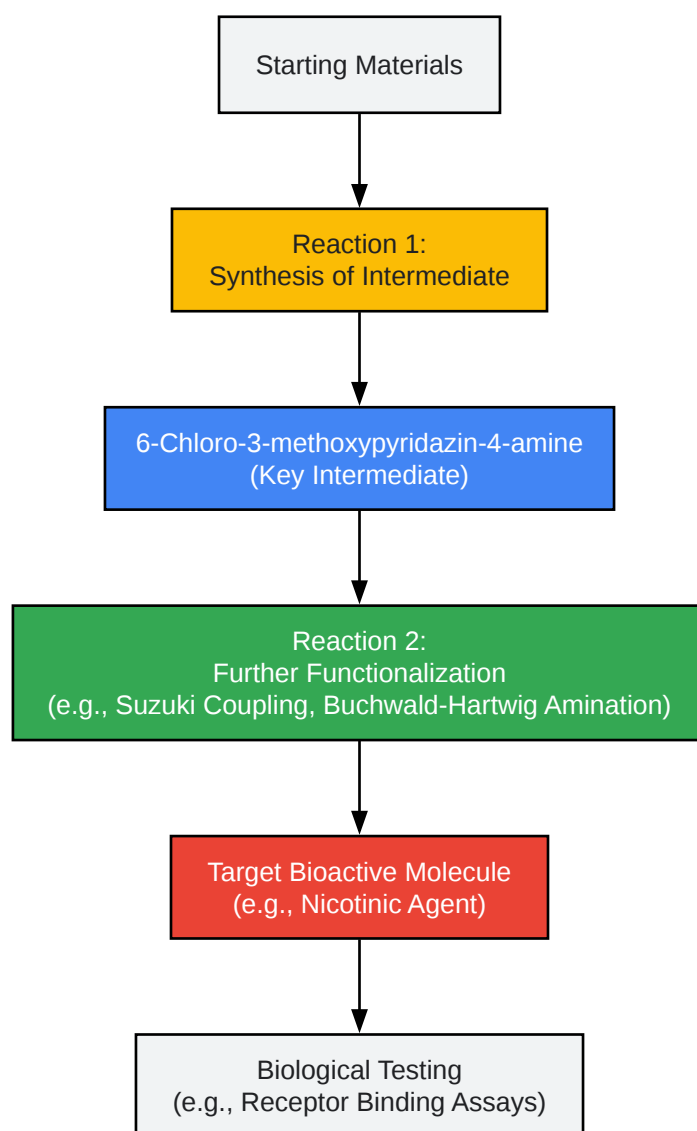 Starting Materials
Reaction 1:
Synthesis of Intermediate
6-Chloro-3-methoxypyridazin-4-amine
(Key Intermediate)
Reaction 2:
Further Functionalization
(e.g., Suzuki Coupling, Buchwald-Hartwig Amination)
Target Bioactive Molecule
(e.g., Nicotinic Agent)
Biological Testing
(e.g., Receptor Binding Assays)